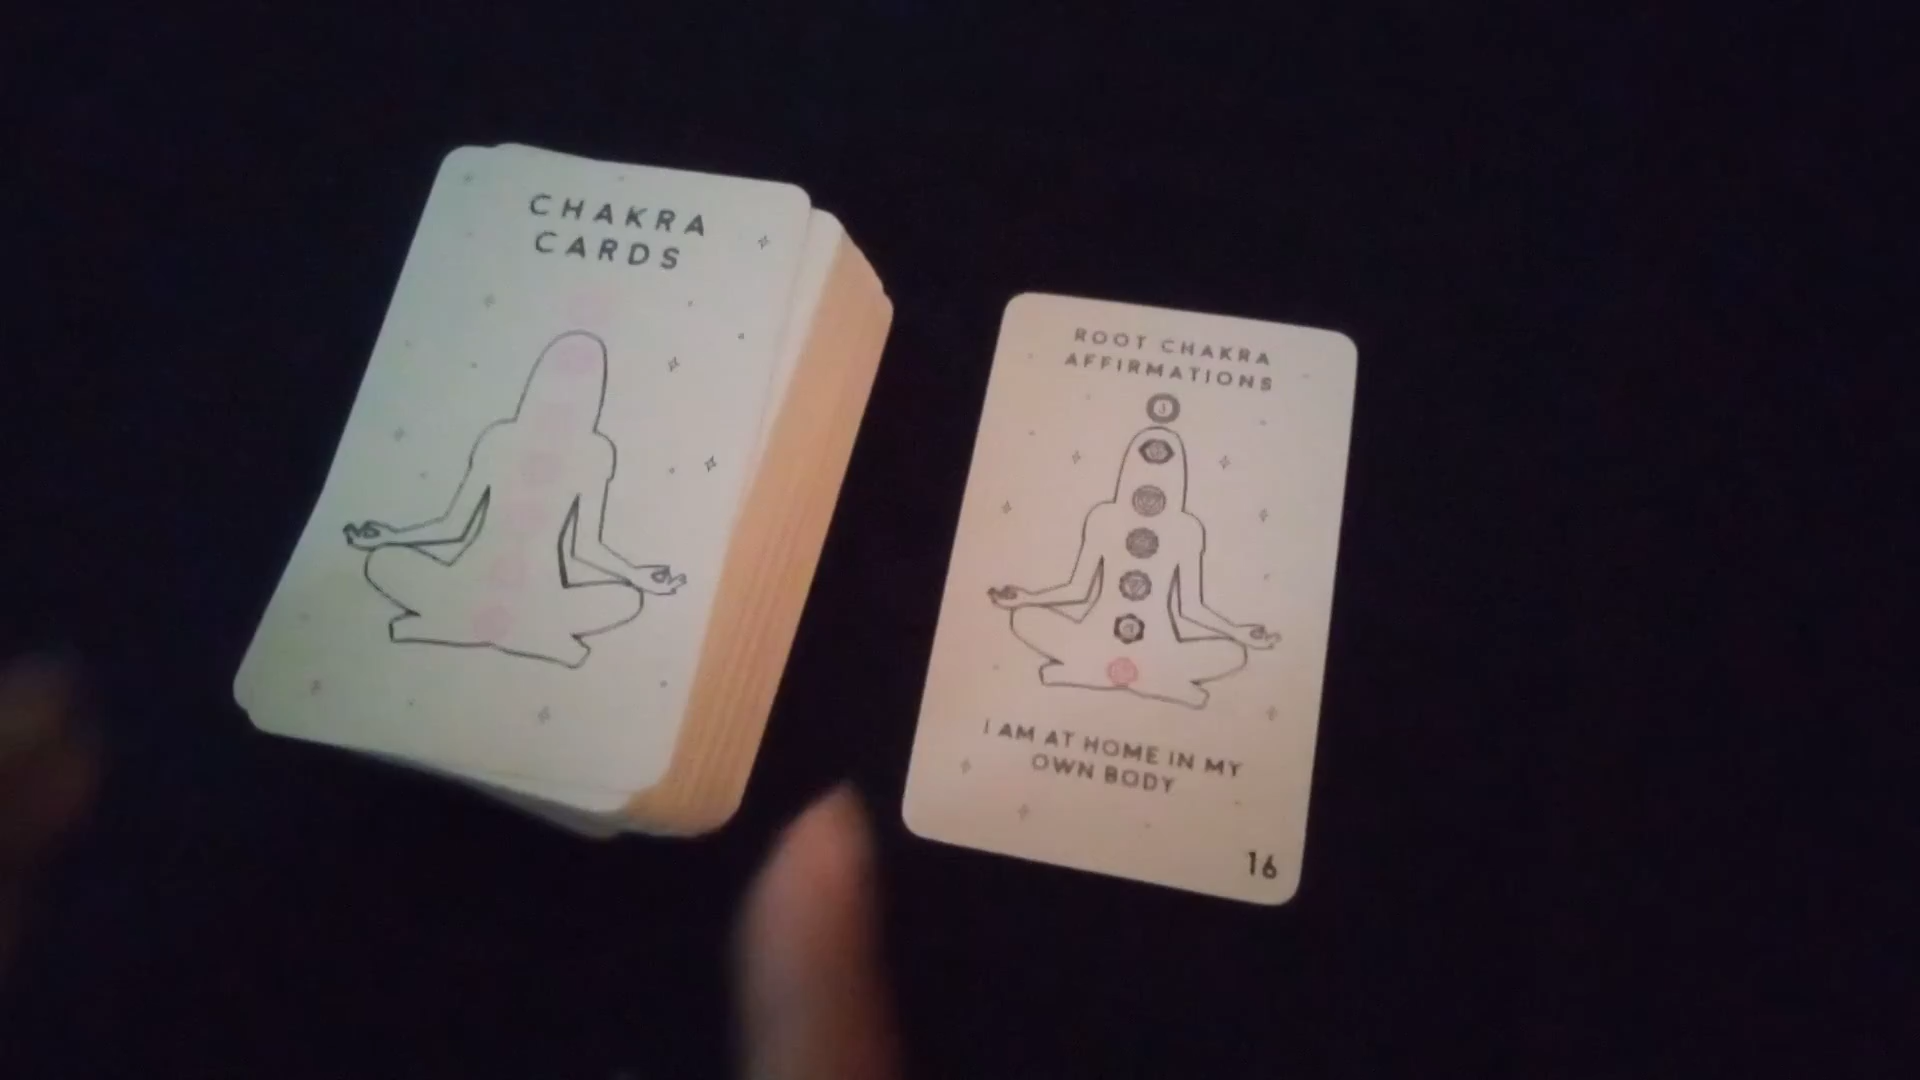 CHAKRA
CARDS
ROOT CHAKRA
AFFIRMATIONS
I AM AT HOME IN MY
OWN BODY
16